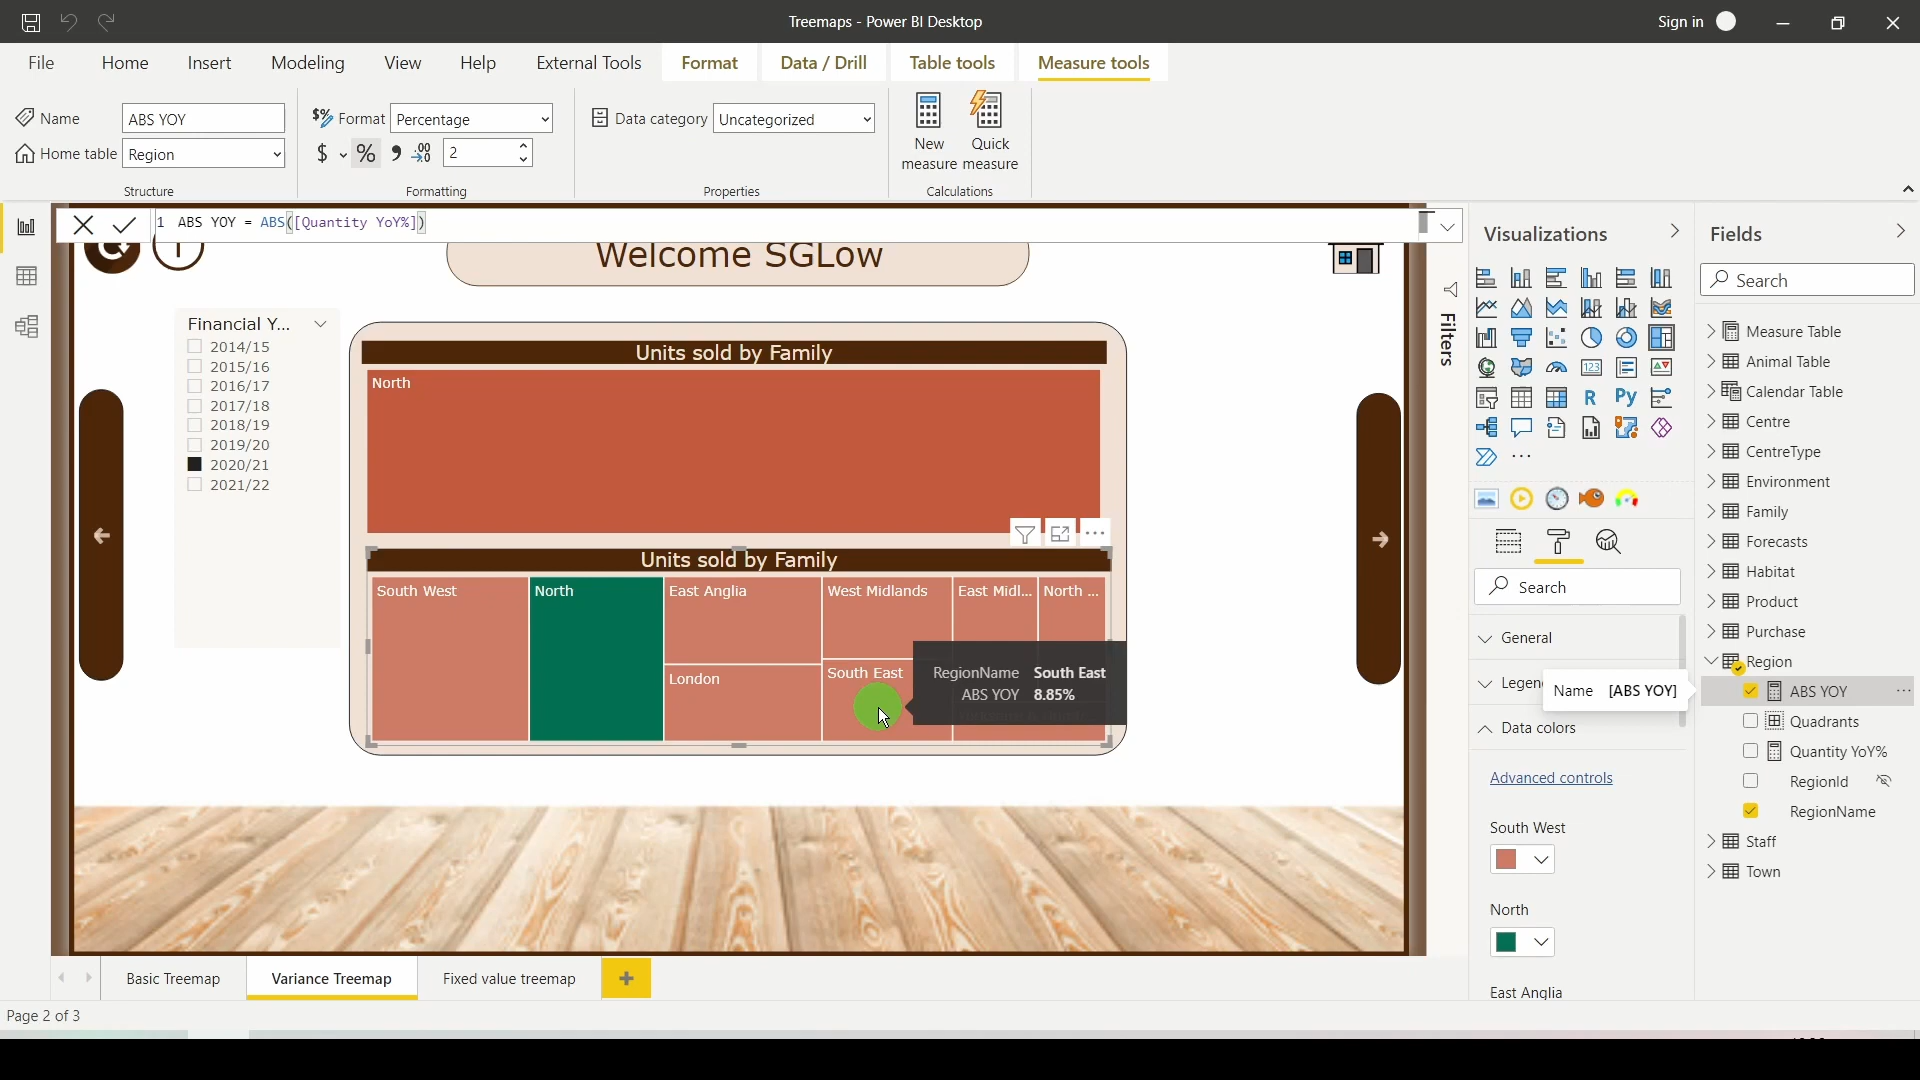 Treemaps - Power BI Desktop
Sign in
File
Home
Insert
Modeling
View
Help
External Tools
Format
Data / Drill
Table tools
Measure tools
Name
ABS YOY
Home table
Region
Structure
Format
Percentage
$ % 9
.00
2
Formatting
Data category
Uncategorized
Properties
New
measure
Quick
measure
Calculations
1 ABS YOY = ABS([Quantity YoY%])
Welcome SGLow
Financial Y...
2014/15
2015/16
2016/17
2017/18
2018/19
2019/20
2020/21
2021/22
Units sold by Family
North
Units sold by Family
South West
North
East Anglia
West Midlands
East Midl...
North ...
London
South East
RegionName South East
ABS YOY 8.85%
Filters
Visualizations
123
R
Py
...
Search
General
Legen
Data colors
Advanced controls
South West
North
East Anglia
Name [ABS YOY]
Fields
Search
Measure Table
Animal Table
Calendar Table
Centre
CentreType
Environment
Family
Forecasts
Habitat
Product
Purchase
Region
ABS YOY
Quadrants
Quantity YoY%
RegionId
RegionName
Staff
Town
Basic Treemap
Variance Treemap
Fixed value treemap
Page 2 of 3